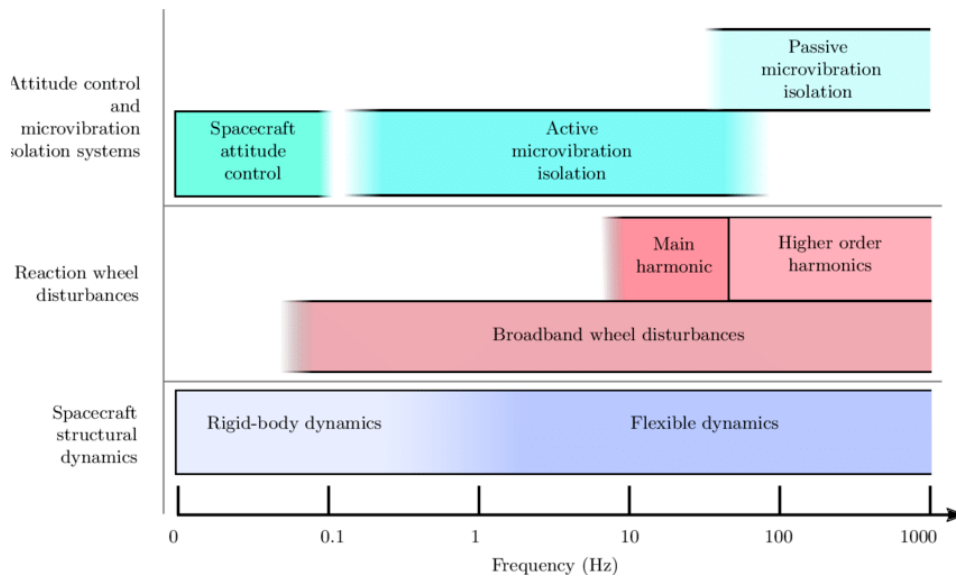 Attitude control
and
microvibration
isolation systems
Spacecraft
attitude
control
Active
microvibration
isolation
Passive
microvibration
isolation
Reaction wheel
disturbances
Main
harmonic
Higher order
harmonics
Broadband wheel disturbances
Spacecraft
structural
dynamics
Rigid-body dynamics
Flexible dynamics
0
0.1
1
10
100
1000
Frequency (Hz)